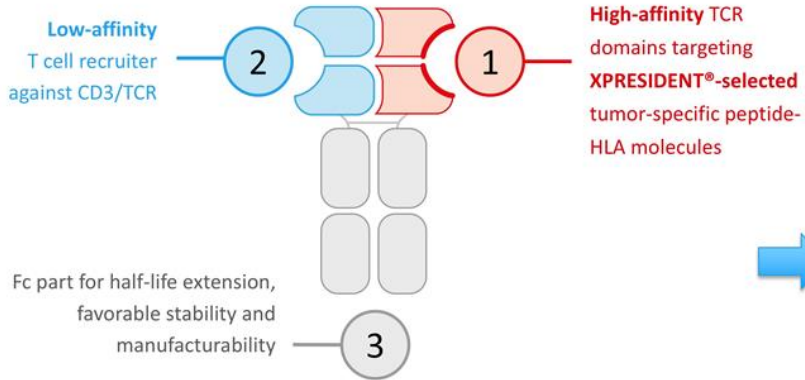 Low-affinity
T cell recruiter
against CD3/TCR
2
1
High-affinity TCR
domains targeting
XPRESIDENT®-selected
tumor-specific peptide-
HLA molecules
Fc part for half-life extension,
favorable stability and
manufacturability
3